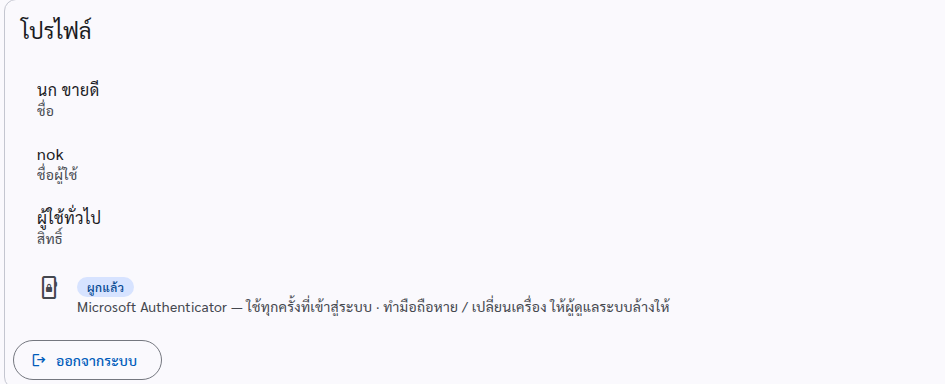 โปรไฟล์
นก ขายดี
ชื่อ
nok
ชื่อผู้ใช้
ผู้ใช้ทั่วไป
สิทธิ์
ผูกแล้ว
Microsoft Authenticator — ใช้ทุกครั้งที่เข้าสู่ระบบ · ทำมือถือหาย / เปลี่ยนเครื่อง ให้ผู้ดูแลระบบล้างให้
ออกจากระบบ